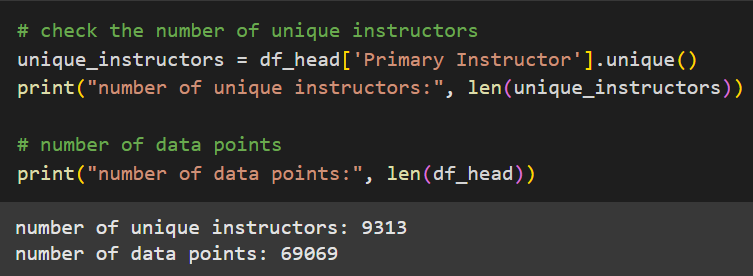 # check the number of unique instructors
unique_instructors = df_head['Primary Instructor'].unique()
print("number of unique instructors:", len(unique_instructors))
# number of data points
print("number of data points:", len(df_head))
number of unique instructors: 9313
number of data points: 69069